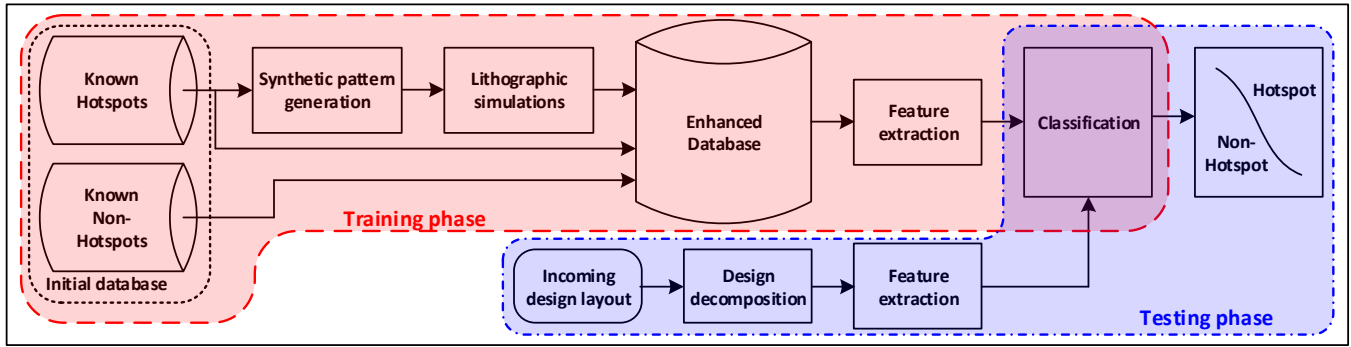 Known
Hotspots
Synthetic pattern
generation
Lithographic
simulations
Enhanced
Database
Feature
extraction
Classification
Hotspot
Non-
Hotspot
Known
Non-
Hotspots
Initial database
Training phase
Incoming
design layout
Design
decomposition
Feature
extraction
Testing phase